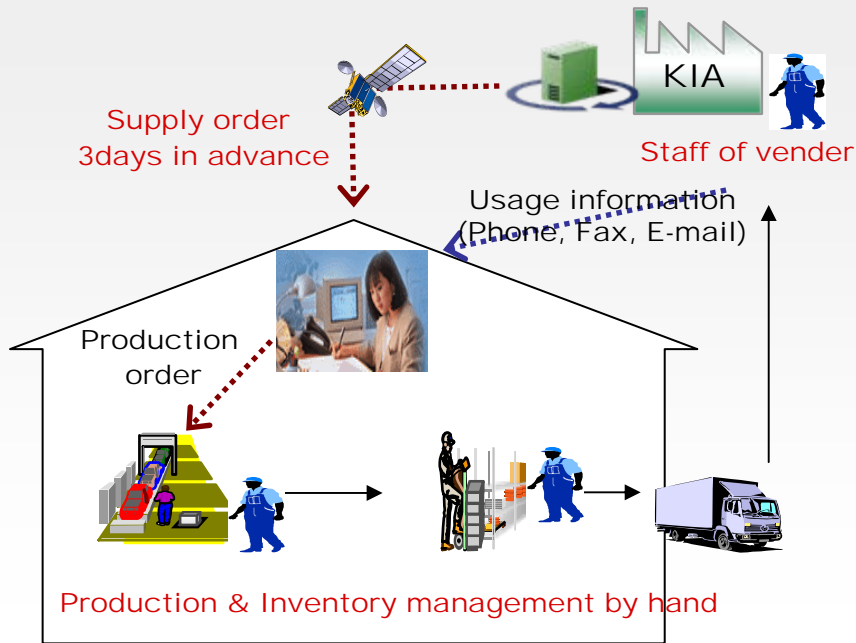 KIA
Supply order
3days in advance
Staff of vender
Usage information
(Phone, Fax, E-mail)
Production
order
Production & Inventory management by hand